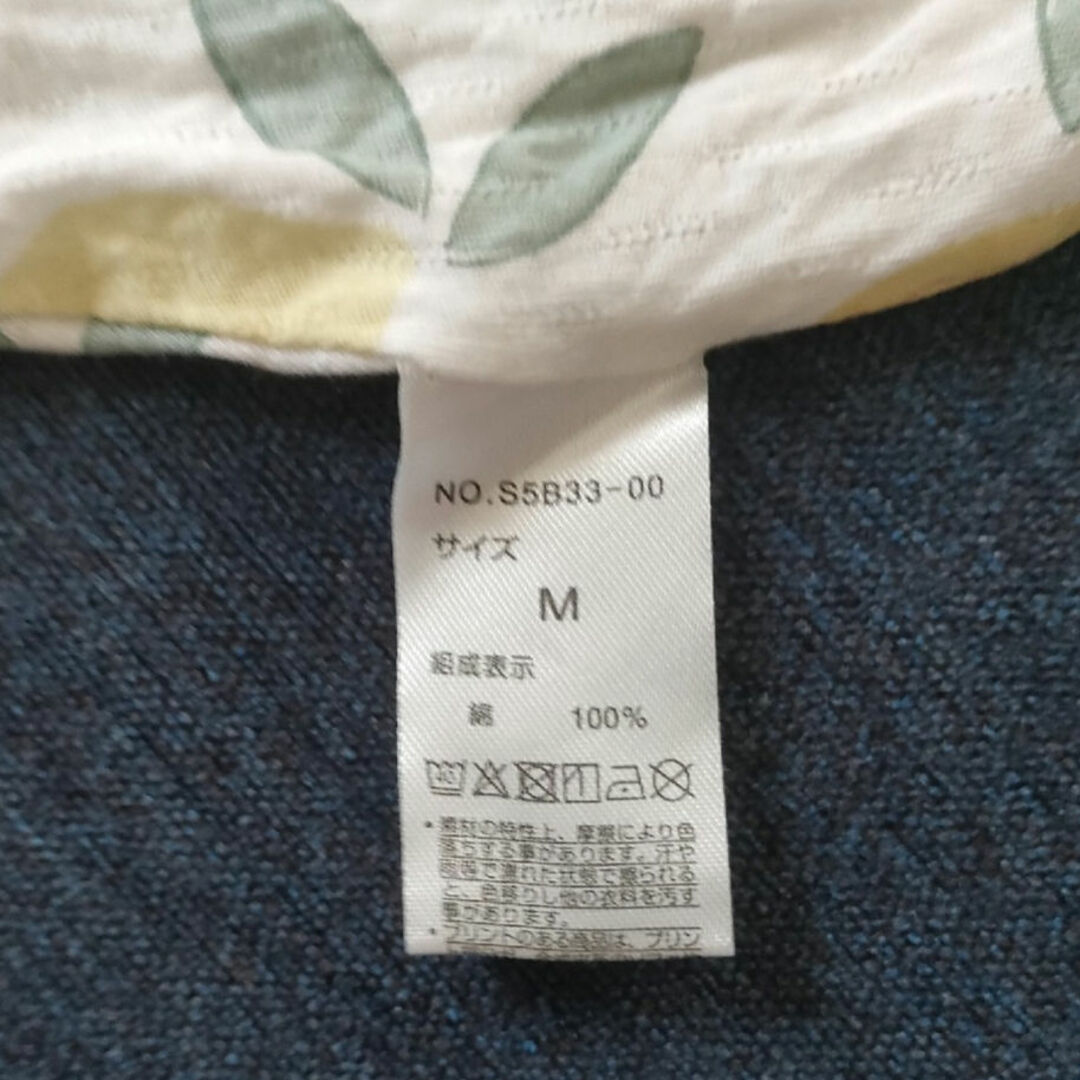 NO.S5B33-00
サイズ
M
組成表示
綿 100%
40
・素材の特性上、摩擦により色
落ちする事があります。汗や
雨等で濡れた状態で擦られる
と、色移りし他の衣料を汚す
事があります。
・プリントのある商品は、プリン